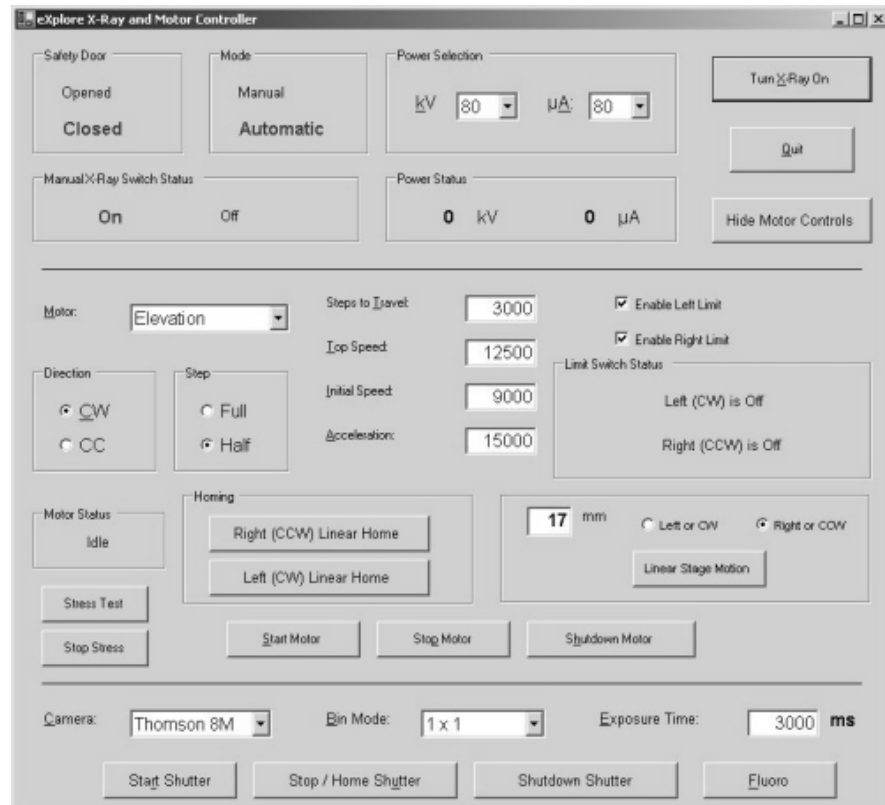 eXplore X-Ray and Motor Controller
Safety Door
Opened
Closed
Mode
Manual
Automatic
Power Selection
kV 80 µA: 80
Turn X-Ray On
Quit
Manual X-Ray Switch Status
On Off
Power Status
0 kV 0 µA
Hide Motor Controls
Motor: Elevation
Steps to Travel: 3000
Top Speed: 12500
Initial Speed: 9000
Acceleration: 15000
Enable Left Limit
Enable Right Limit
Limit Switch Status
Left (CW) is Off
Right (CCW) is Off
Direction
CW
CC
Step
Full
Half
Motor Status
Idle
Homing
Right (CCW) Linear Home
Left (CW) Linear Home
17 mm Left or CW Right or CCW
Linear Stage Motion
Stress Test
Stop Stress
Start Motor Stop Motor Shutdown Motor
Camera: Thomson 8M Bin Mode: 1 x 1 Exposure Time: 3000 ms
Start Shutter Stop / Home Shutter Shutdown Shutter Fluoro